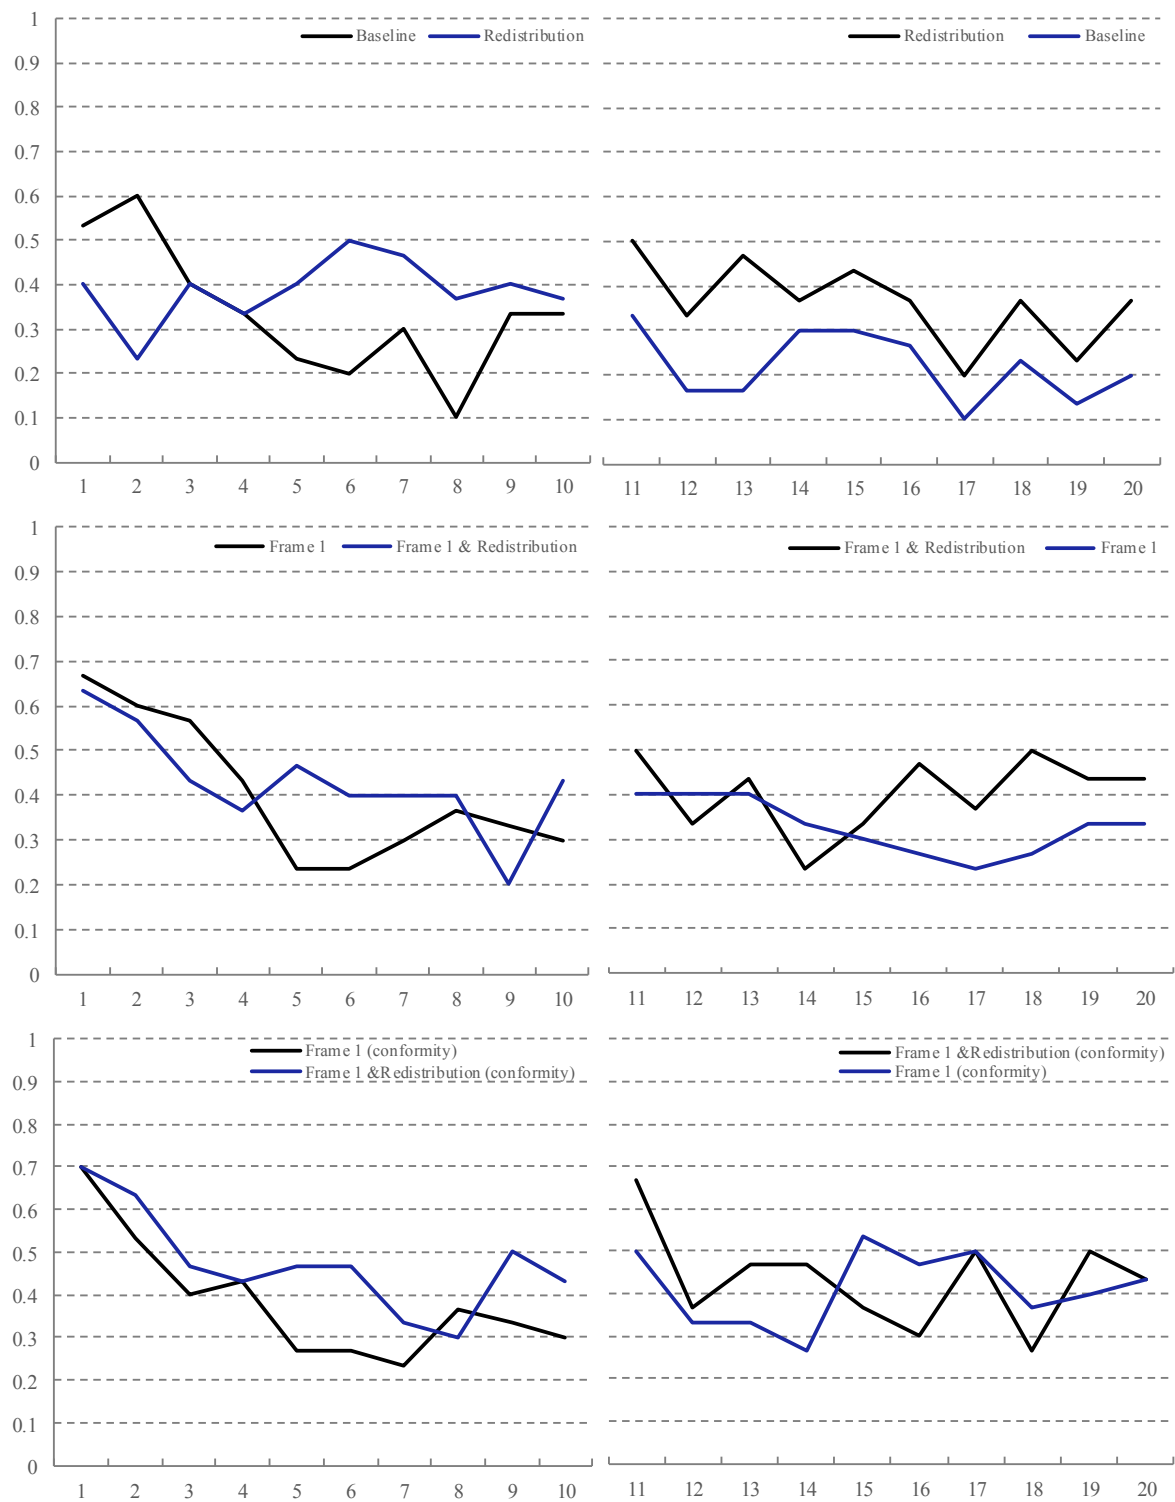 1
Baseline Redistribution
0.9
0.8
0.7
0.6
0.5
0.4
0.3
0.2
0.1
0
1 2 3 4 5 6 7 8 9 10
Redistribution Baseline
11 12 13 14 15 16 17 18 19 20
1
Frame 1 Frame 1 & Redistribution
0.9
0.8
0.7
0.6
0.5
0.4
0.3
0.2
0.1
0
1 2 3 4 5 6 7 8 9 10
Frame 1 & Redistribution Frame 1
11 12 13 14 15 16 17 18 19 20
1
Frame 1 (conformity)
Frame 1 &Redistribution (conformity)
0.9
0.8
0.7
0.6
0.5
0.4
0.3
0.2
0.1
0
1 2 3 4 5 6 7 8 9 10
Frame 1 &Redistribution (conformity)
Frame 1 (conformity)
11 12 13 14 15 16 17 18 19 20